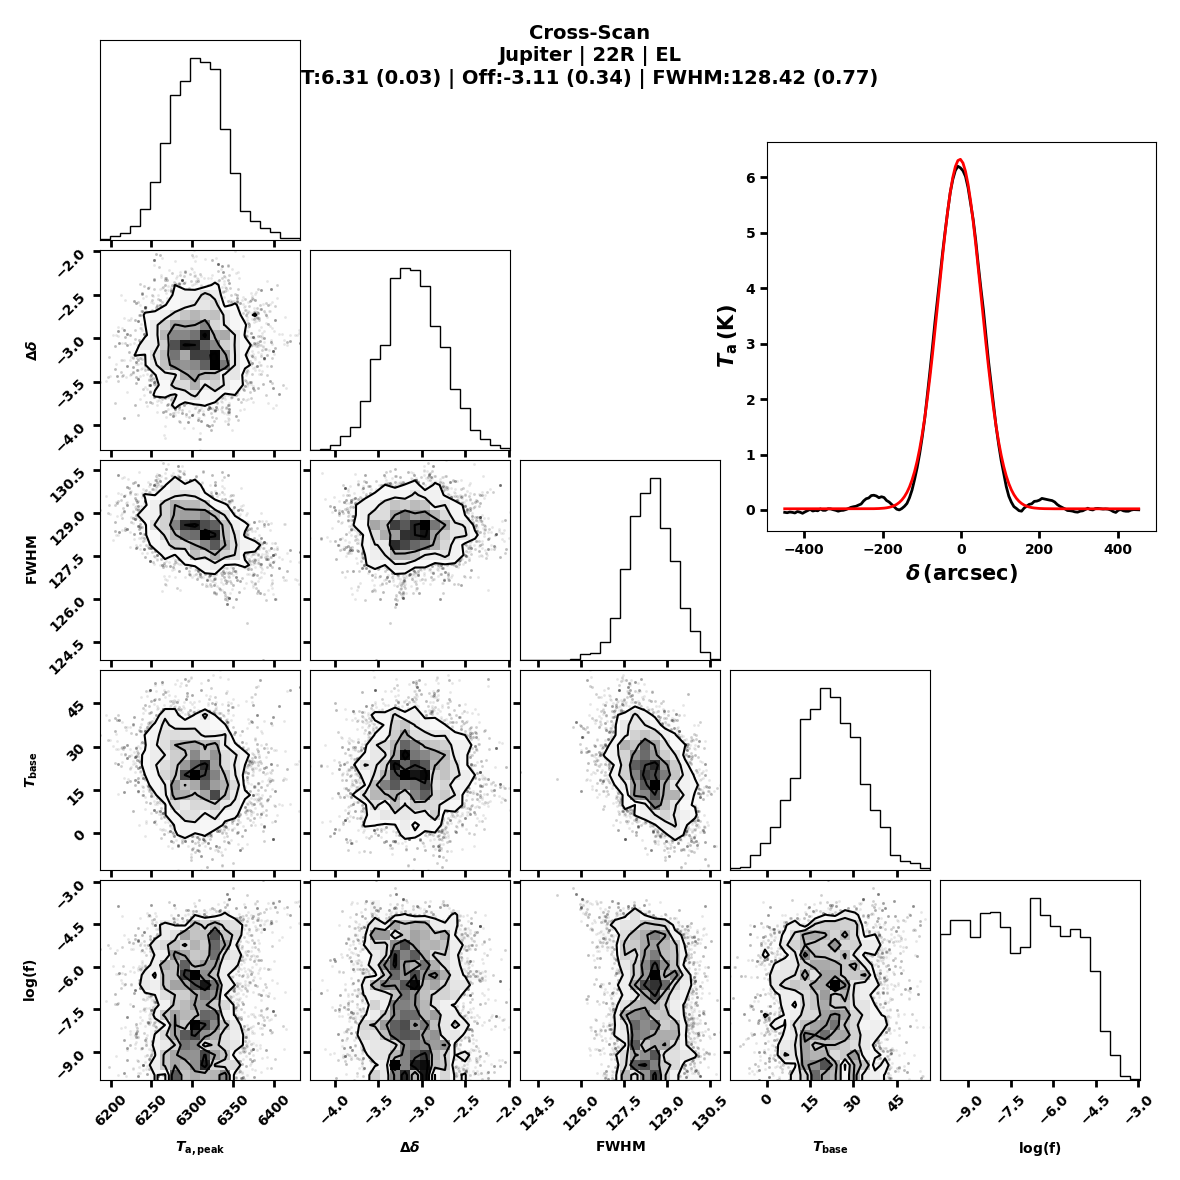 Cross-Scan
Jupiter | 22R | EL
T:6.31 (0.03) | Off:-3.11 (0.34) | FWHM:128.42 (0.77)
6
5
4
3
2
1
0
Ta (K)
−400 −200 0 200 400
δ (arcsec)
−2.0
−2.5
−3.0
−3.5
−4.0
Δδ
130.5
129.0
127.5
126.0
124.5
FWHM
45
30
15
0
Tbase
−3.0
−4.5
−6.0
−7.5
−9.0
log(f)
6200 6250 6300 6350 6400
−4.0 −3.5 −3.0 −2.5 −2.0
124.5 126.0 127.5 129.0 130.5
0 15 30 45
−9.0 −7.5 −6.0 −4.5 −3.0
Ta,peak Δδ FWHM Tbase log(f)